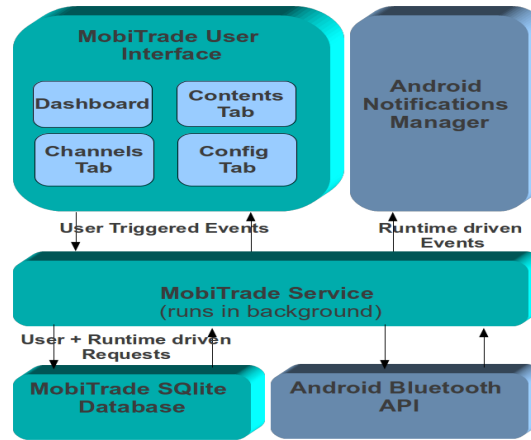 MobiTrade User
Interface
Dashboard
Contents
Tab
Channels
Tab
Config
Tab
Android
Notifications
Manager
User Triggered Events
Runtime driven
Events
MobiTrade Service
(runs in background)
User + Runtime driven
Requests
MobiTrade SQlite
Database
Android Bluetooth
API